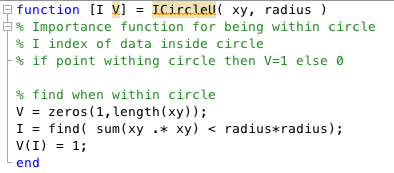 function [I V] = ICircleU( xy, radius )
% Importance function for being within circle
% I index of data inside circle
% if point withing circle then V=1 else 0
% find when within circle
V = zeros(1,length(xy));
I = find( sum(xy .* xy) < radius*radius);
V(I) = 1;
end